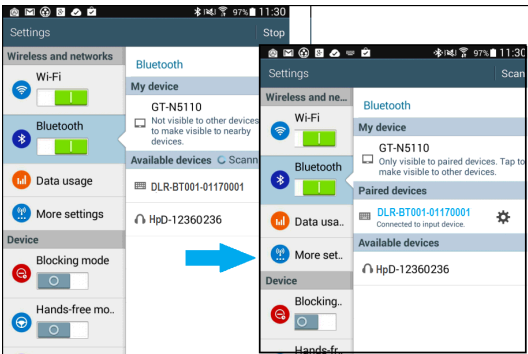 97% 11:30
Settings
Stop
Wireless and networks
Wi-Fi
Bluetooth
Data usage
More settings
Device
Blocking mode
Hands-free mo..
Bluetooth
My device
GT-N5110
Not visible to other devices
to make visible to nearby
devices.
Available devices Scann
DLR-BT001-01170001
HpD-12360236
97% 11:30
Settings
Scan
Wireless and ne...
Wi-Fi
Bluetooth
Data usa..
More set..
Device
Blocking..
Hands-fr..
Bluetooth
My device
GT-N5110
Only visible to paired devices. Tap to
make visible to other devices.
Paired devices
DLR-BT001-01170001
Connected to input device.
Available devices
HpD-12360236